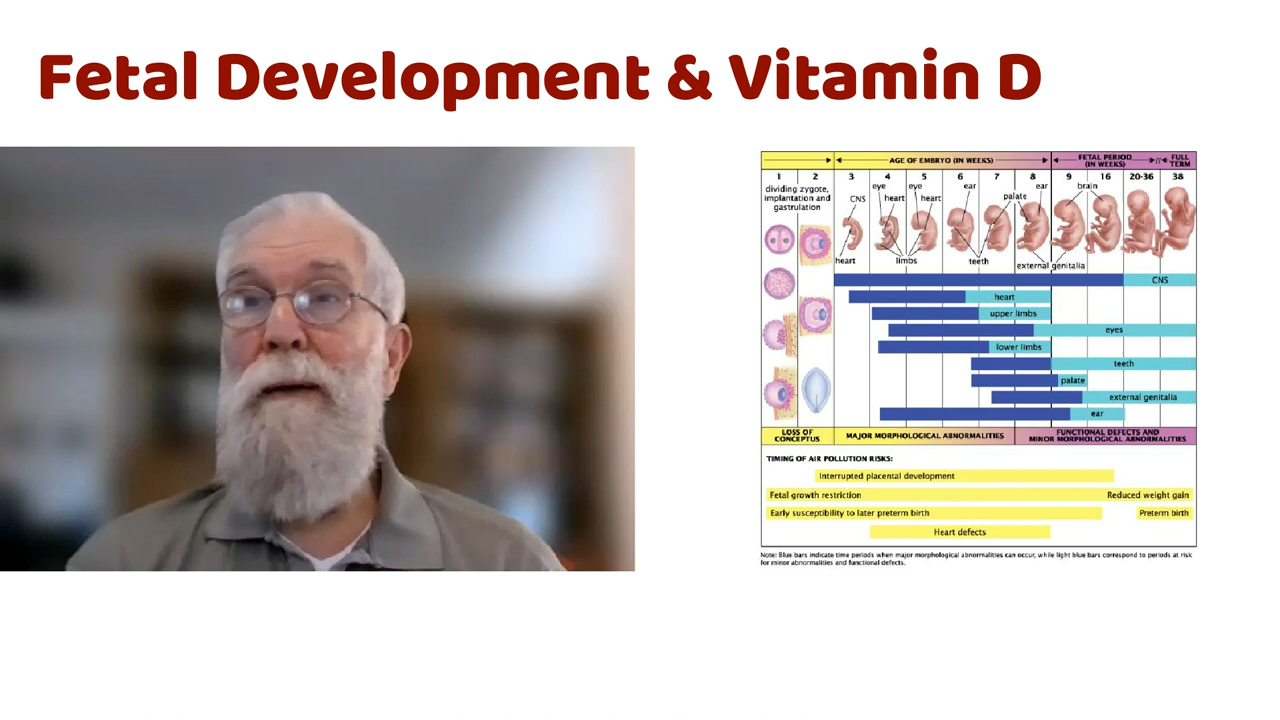 Fetal Development & Vitamin D
AGE OF EMBRYO (IN WEEKS)
FETAL PERIOD
(IN WEEKS)
FULL
TERM
1 2 3 4 5 6 7 8 9 16 20-36 38
dividing zygote,
implantation and
gastrulation
CNS
eye
heart
eye
heart
ear
palate
ear
brain
heart
limbs
teeth
external genitalia
CNS
heart
upper limbs
eyes
lower limbs
teeth
palate
external genitalia
ear
LOSS OF
CONCEPTUS
MAJOR MORPHOLOGICAL ABNORMALITIES
FUNCTIONAL DEFECTS AND
MINOR MORPHOLOGICAL ABNORMALITIES
TIMING OF AIR POLLUTION RISKS:
Interrupted placental development
Fetal growth restriction
Reduced weight gain
Early susceptibility to later preterm birth
Preterm birth
Heart defects
Note: Blue bars indicate time periods when major morphological abnormalities can occur, while light blue bars correspond to periods at risk
for minor abnormalities and functional defects.